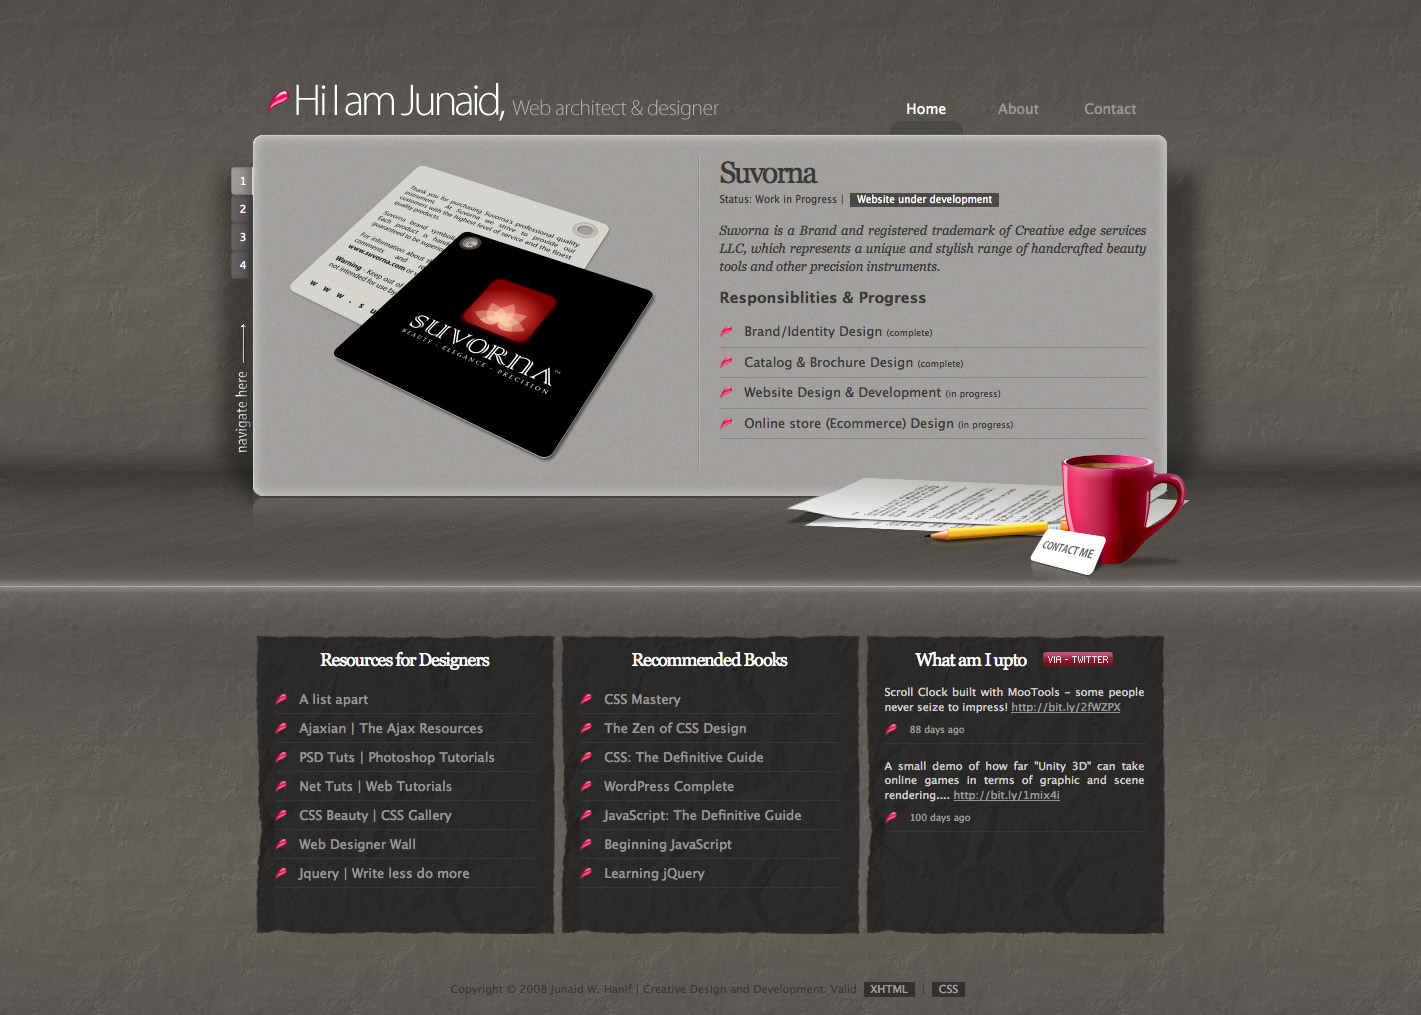 Hi I am Junaid, Web architect & designer
Home
About
Contact
1
2
3
4
navigate here
Thank you for purchasing Suvorna's professional quality
instrument. At Suvorna we strive to provide our
customers with the highest level of service and the finest
quality products.
Suvorna brand symboli
Each product is hand
guaranteed to be superio
For information about t
comments and
www.suvorna.com or
Warning - Keep out of
not intended for use by
w w w . s u
SUVORNA
BEAUTY - ELEGANCE - PRECISION
Suvorna
Status: Work in Progress | Website under development
Suvorna is a Brand and registered trademark of Creative edge services
LLC, which represents a unique and stylish range of handcrafted beauty
tools and other precision instruments.
Responsiblities & Progress
Brand/Identity Design (complete)
Catalog & Brochure Design (complete)
Website Design & Development (in progress)
Online store (Ecommerce) Design (in progress)
CONTACT ME
Resources for Designers
A list apart
Ajaxian | The Ajax Resources
PSD Tuts | Photoshop Tutorials
Net Tuts | Web Tutorials
CSS Beauty | CSS Gallery
Web Designer Wall
Jquery | Write less do more
Recommended Books
CSS Mastery
The Zen of CSS Design
CSS: The Definitive Guide
WordPress Complete
JavaScript: The Definitive Guide
Beginning JavaScript
Learning jQuery
What am I upto VIA - TWITTER
Scroll Clock built with MooTools - some people
never seize to impress! http://bit.ly/2fWZPX
88 days ago
A small demo of how far "Unity 3D" can take
online games in terms of graphic and scene
rendering.... http://bit.ly/1mix4i
100 days ago
Copyright © 2008 Junaid W. Hanif | Creative Design and Development. Valid XHTML | CSS